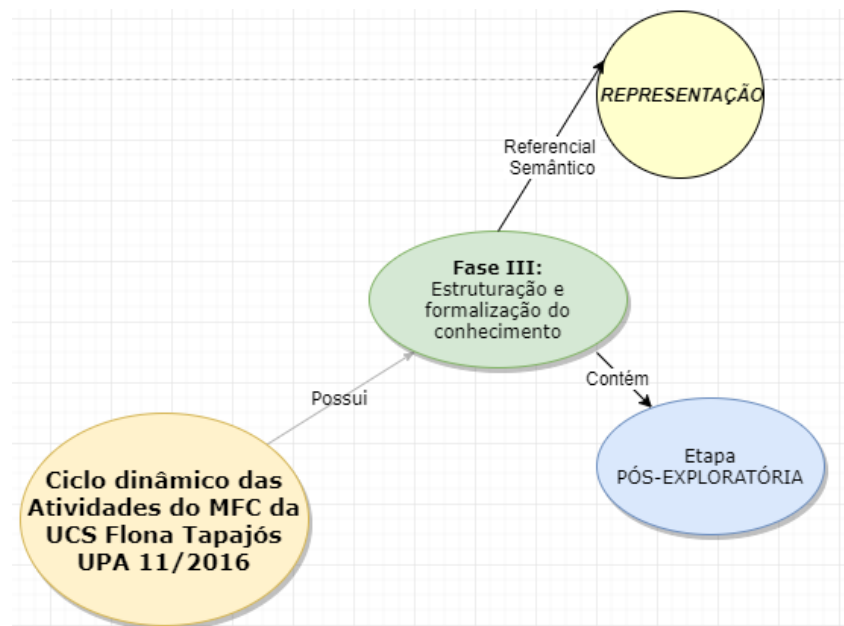 REPRESENTAÇÃO
Referencial
Semântico
Fase III:
Estruturação e
formalização do
conhecimento
Contém
Possui
Etapa
PÓS-EXPLORATÓRIA
Ciclo dinâmico das
Atividades do MFC da
UCS Flona Tapajós
UPA 11/2016